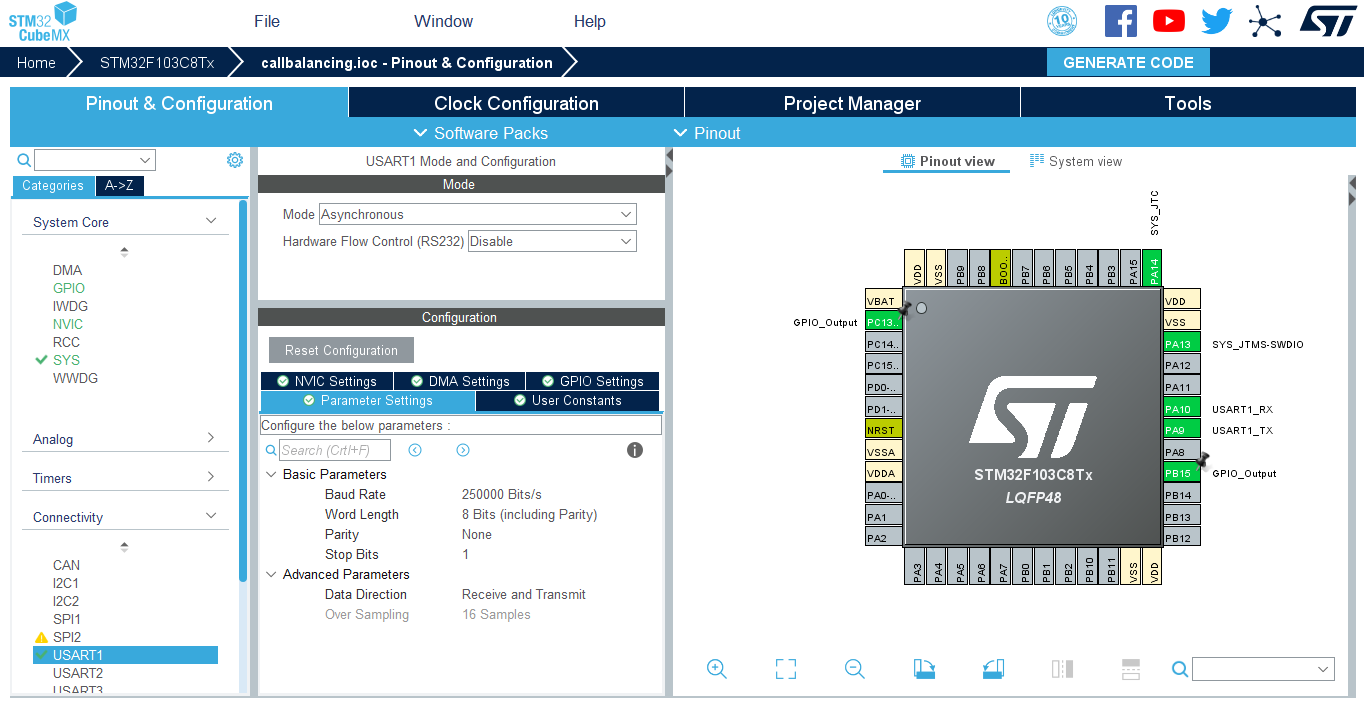 STM32
CubeMX
File
Window
Help
10
Home
STM32F103C8Tx
callbalancing.ioc - Pinout & Configuration
GENERATE CODE
Pinout & Configuration
Clock Configuration
Project Manager
Tools
Software Packs
Pinout
Categories
A->Z
System Core
DMA
GPIO
IWDG
NVIC
RCC
SYS
WWDG
Analog
Timers
Connectivity
CAN
I2C1
I2C2
SPI1
SPI2
USART1
USART2
USART3
USART1 Mode and Configuration
Mode
Mode Asynchronous
Hardware Flow Control (RS232) Disable
Configuration
Reset Configuration
NVIC Settings
DMA Settings
GPIO Settings
Parameter Settings
User Constants
Configure the below parameters :
Search (Crtl+F)
Basic Parameters
Baud Rate 250000 Bits/s
Word Length 8 Bits (including Parity)
Parity None
Stop Bits 1
Advanced Parameters
Data Direction Receive and Transmit
Over Sampling 16 Samples
Pinout view
System view
SYS_JTC
VDD
VSS
PB9
PB8
BOO..
PB7
PB6
PB5
PB4
PB3
PA15
PA14
VBAT
GPIO_Output PC13..
PC14..
PC15..
PD0-..
PD1-..
NRST
VSSA
VDDA
PA0-..
PA1
PA2
STM32F103C8Tx
LQFP48
VDD
VSS
PA13 SYS_JTMS-SWDIO
PA12
PA11
PA10 USART1_RX
PA9 USART1_TX
PA8
PB15 GPIO_Output
PB14
PB13
PB12
PA3
PA4
PA5
PA6
PA7
PB0
PB1
PB2
PB10
PB11
VSS
VDD